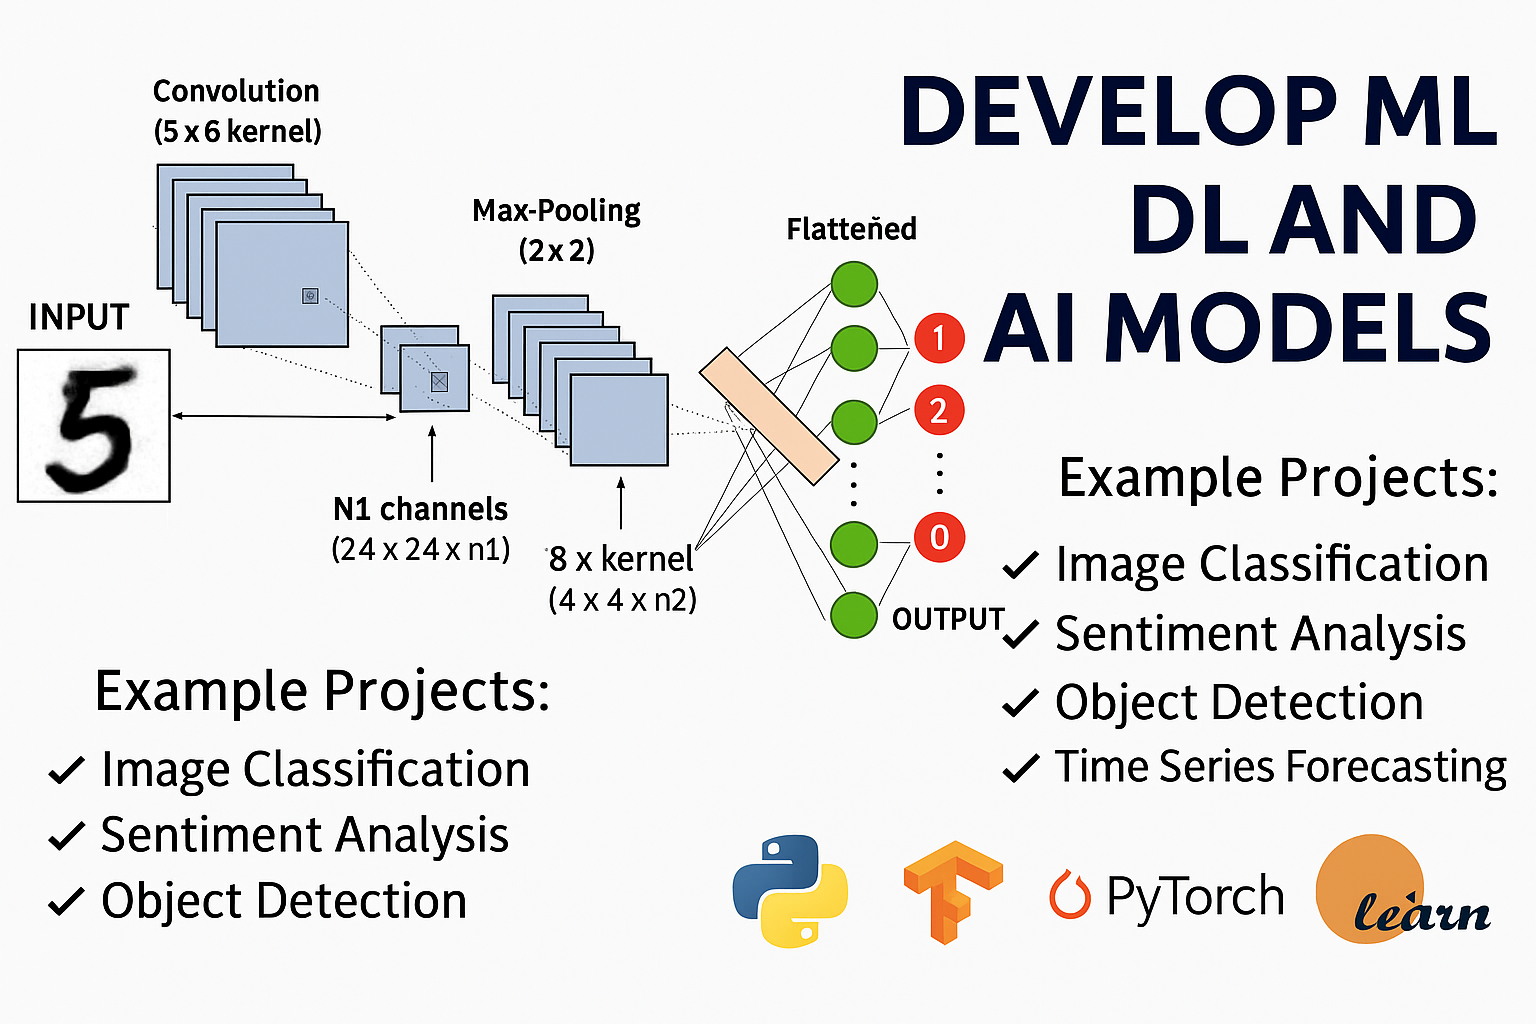 DEVELOP ML
DL AND
AI MODELS
Convolution
(5 x 6 kernel)
Max-Pooling
(2 x 2)
Flattened
INPUT
5
1
2
0
N1 channels
(24 x 24 x n1)
8 x kernel
(4 x 4 x n2)
OUTPUT
Example Projects:
✓ Image Classification
✓ Sentiment Analysis
✓ Object Detection
✓ Time Series Forecasting
Example Projects:
✓ Image Classification
✓ Sentiment Analysis
✓ Object Detection
PyTorch
learn